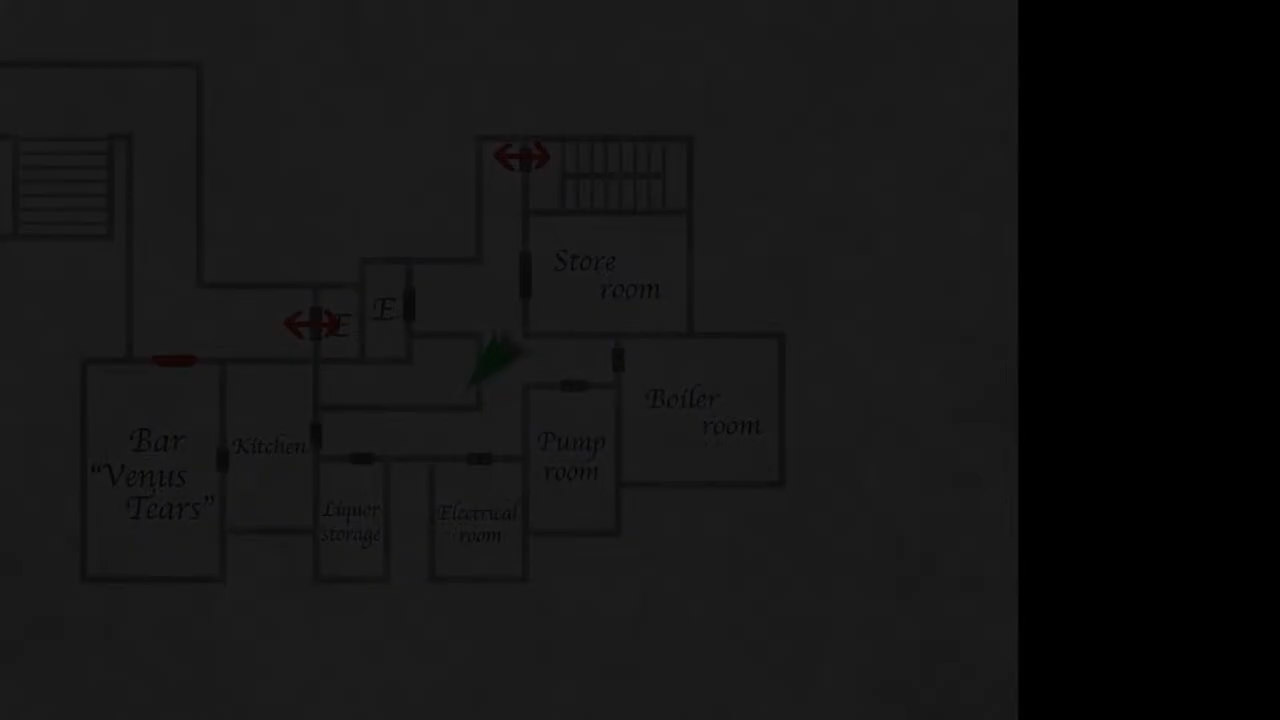 Store
room
E
E
Boiler
room
Bar
“Venus
Tears”
Kitchen
Pump
room
Liquor
storage
Electrical
room